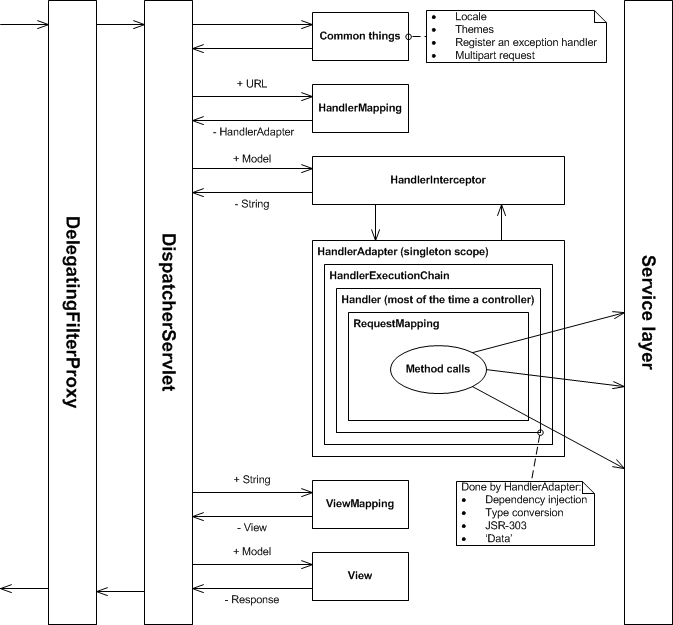 DelegatingFilterProxy
DispatcherServlet
Service layer
Common things
• Locale
• Themes
• Register an exception handler
• Multipart request
+ URL
HandlerMapping
- HandlerAdapter
+ Model
HandlerInterceptor
- String
HandlerAdapter (singleton scope)
HandlerExecutionChain
Handler (most of the time a controller)
RequestMapping
Method calls
+ String
ViewMapping
- View
Done by HandlerAdapter:
• Dependency injection
• Type conversion
• JSR-303
• ‘Data’
+ Model
View
- Response